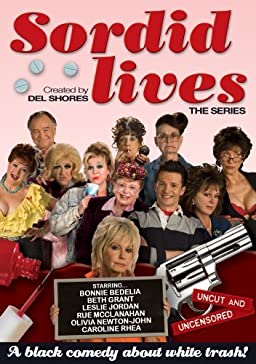 Sordid
Created by
DEL SHORES
lives
THE SERIES
STARRING...
BONNIE BEDELIA
BETH GRANT
LESLIE JORDAN
RUE MCCLANAHAN
OLIVIA NEWTON-JOHN
CAROLINE RHEA
UNCUT AND
UNCENSORED
A black comedy about white trash!